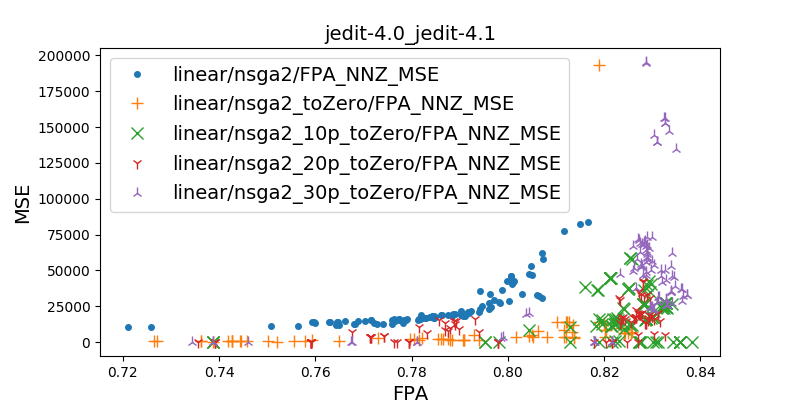 jedit-4.0_jedit-4.1
200000
175000
150000
125000
100000
75000
50000
25000
0
MSE
linear/nsga2/FPA_NNZ_MSE
linear/nsga2_toZero/FPA_NNZ_MSE
linear/nsga2_10p_toZero/FPA_NNZ_MSE
linear/nsga2_20p_toZero/FPA_NNZ_MSE
linear/nsga2_30p_toZero/FPA_NNZ_MSE
0.72 0.74 0.76 0.78 0.80 0.82 0.84
FPA